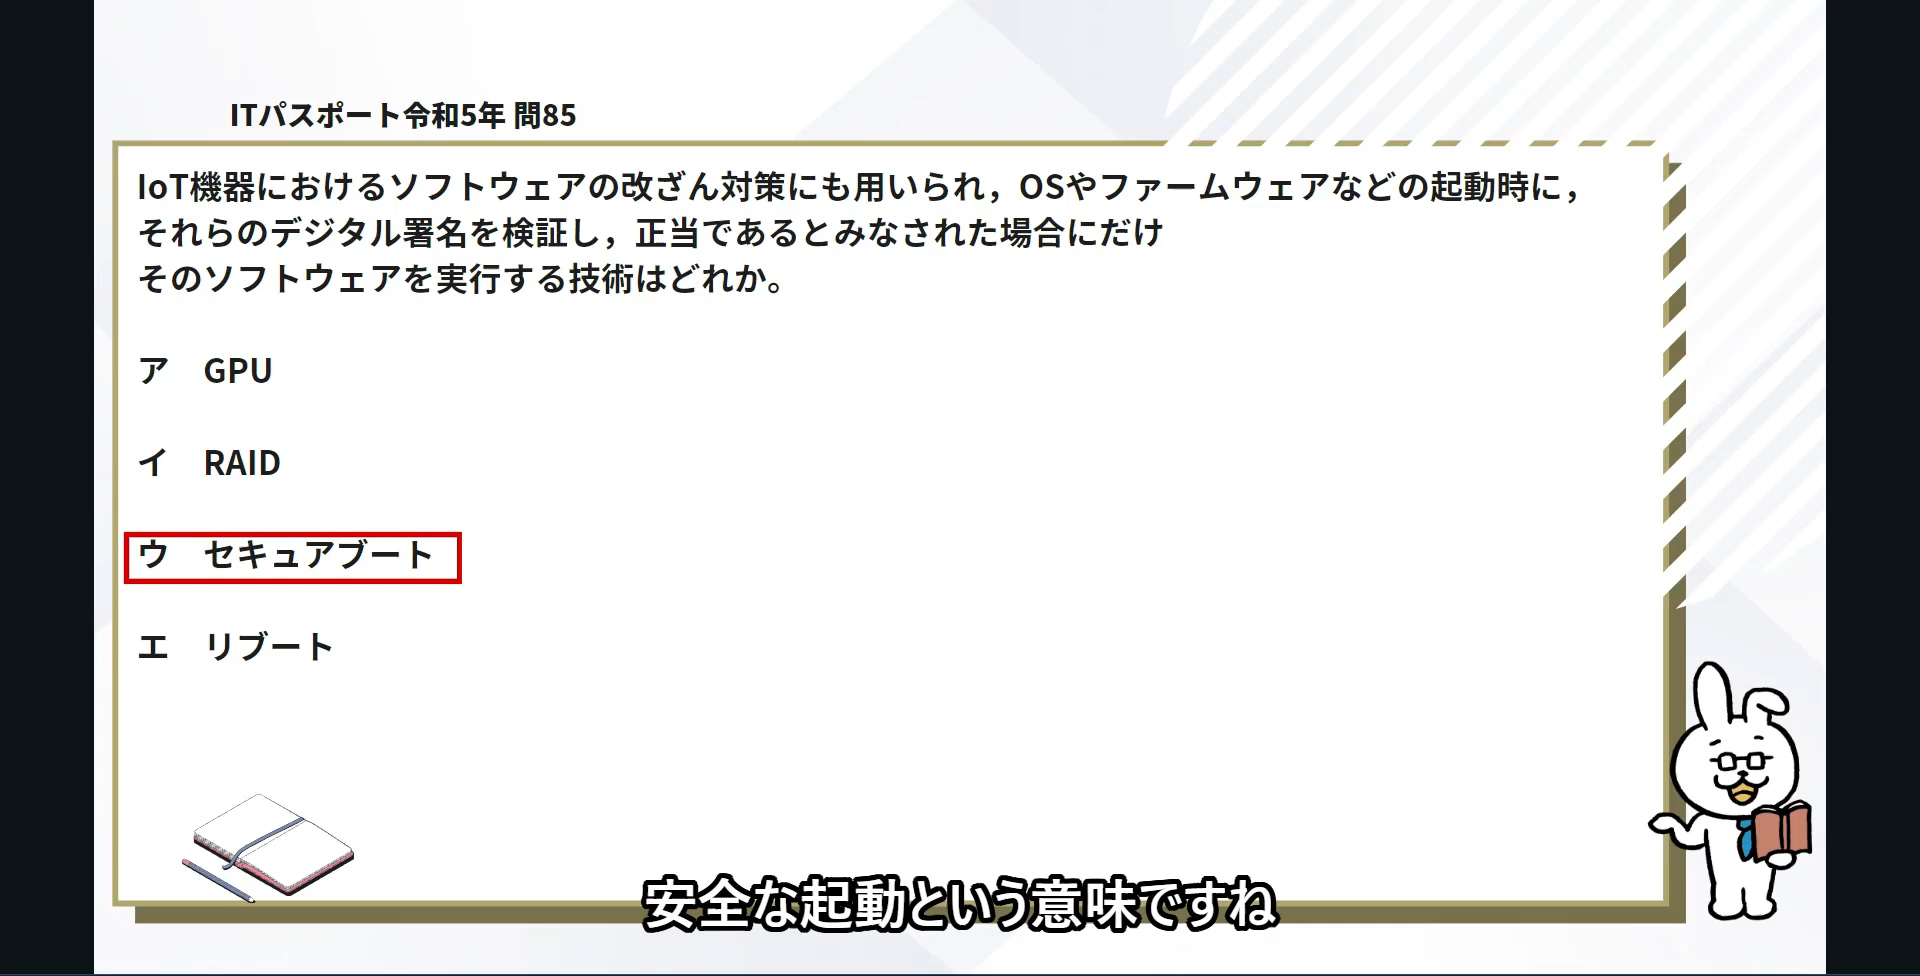 ITパスポート令和5年 問85
IoT機器におけるソフトウェアの改ざん対策にも用いられ，OSやファームウェアなどの起動時に，
それらのデジタル署名を検証し，正当であるとみなされた場合にだけ
そのソフトウェアを実行する技術はどれか。
ア　GPU
イ　RAID
ウ　セキュアブート
エ　リブート
安全な起動という意味ですね